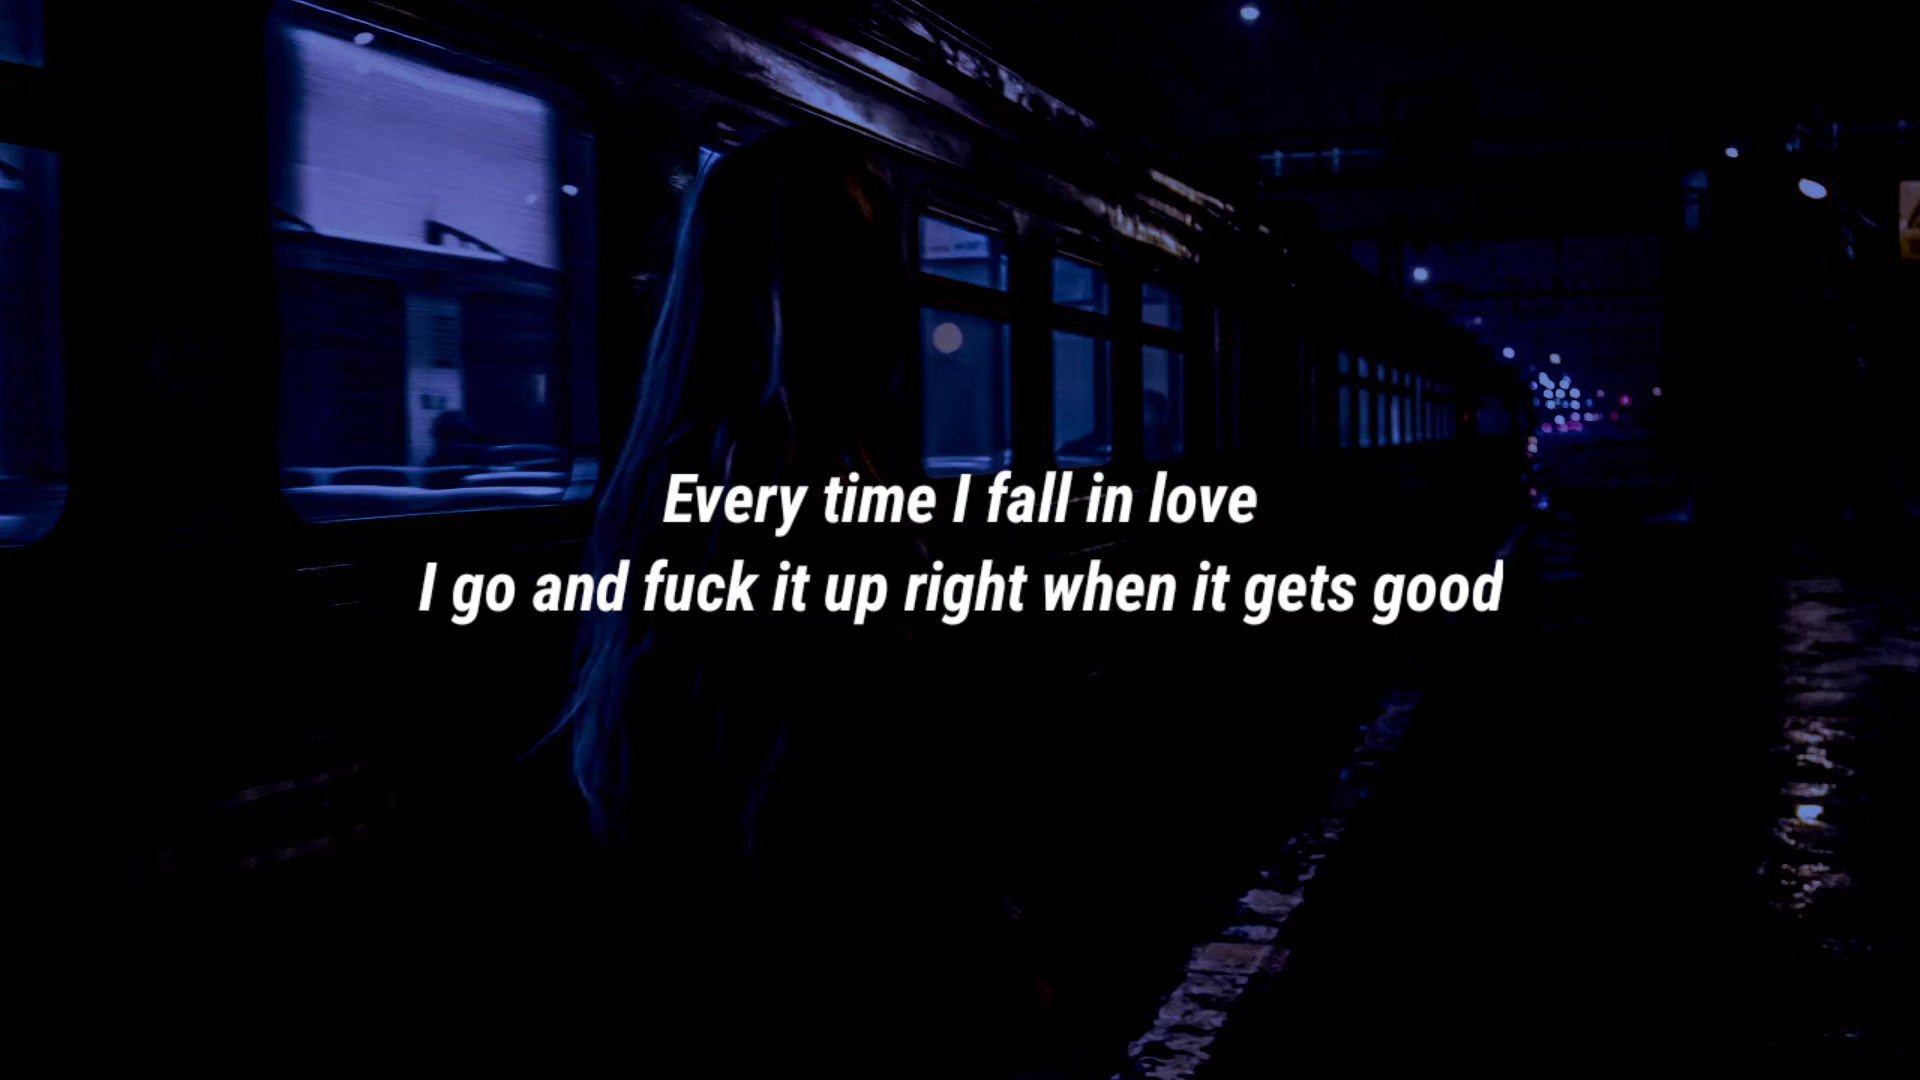 Every time I fall in love
I go and fuck it up right when it gets good